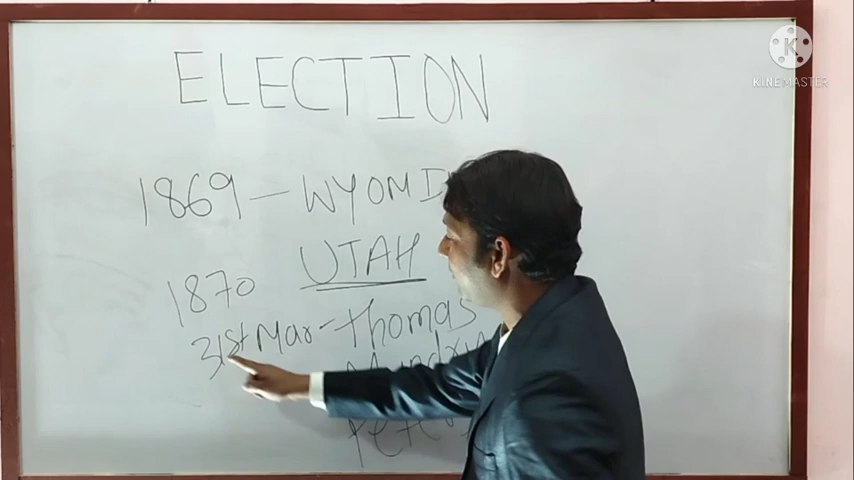 ELECTION
KINEMASTER
1869 - WYOMI
UTAH
1870
31st Mar - Thomas